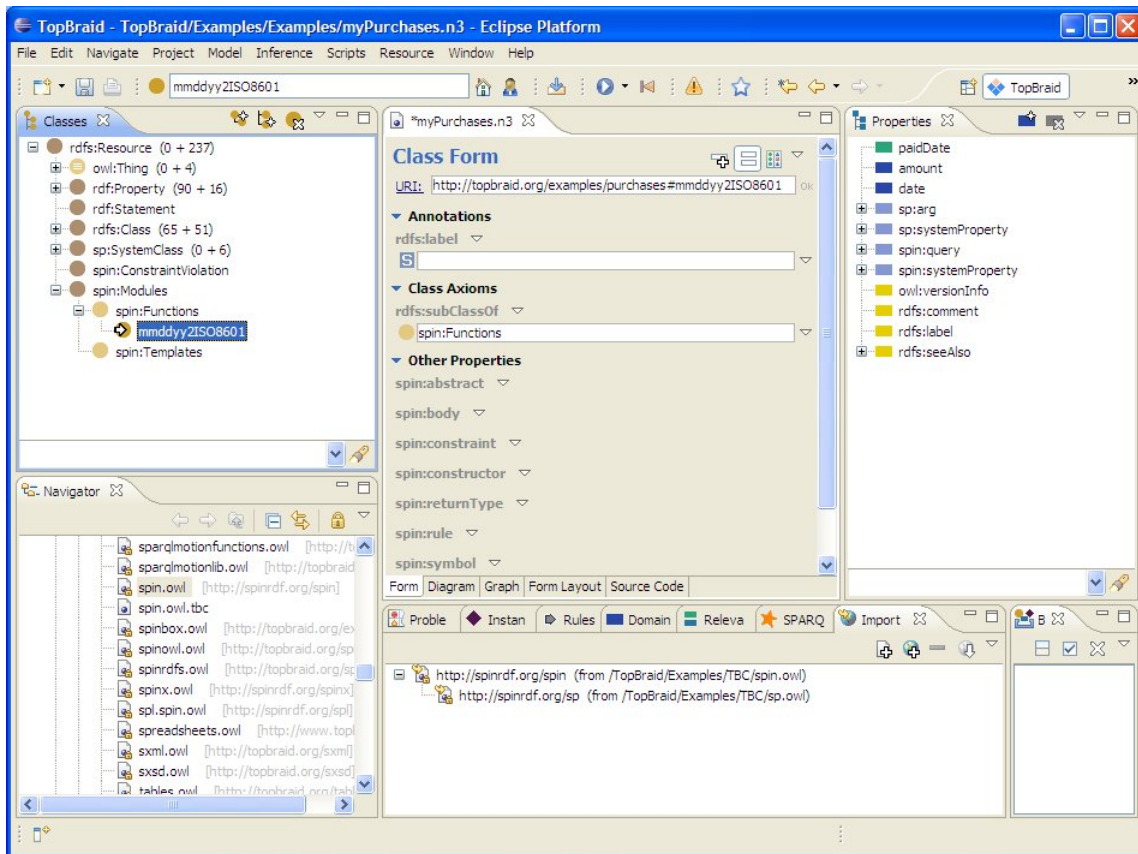 TopBraid - TopBraid/Examples/Examples/myPurchases.n3 - Eclipse Platform
File Edit Navigate Project Model Inference Scripts Resource Window Help
mmddyy2ISO8601
TopBraid
Classes
rdfs:Resource (0 + 237)
owl:Thing (0 + 4)
rdf:Property (90 + 16)
rdf:Statement
rdfs:Class (65 + 51)
sp:SystemClass (0 + 6)
spin:ConstraintViolation
spin:Modules
spin:Functions
mmddyy2ISO8601
spin:Templates
*myPurchases.n3
Class Form
URI: http://topbraid.org/examples/purchases#mmddyy2ISO8601 Ok
Annotations
rdfs:label
S
Class Axioms
rdfs:subClassOf
spin:Functions
Other Properties
spin:abstract
spin:body
spin:constraint
spin:constructor
spin:returnType
spin:rule
spin:symbol
Form Diagram Graph Form Layout Source Code
Properties
paidDate
amount
date
sp:arg
sp:systemProperty
spin:query
spin:systemProperty
owl:versionInfo
rdfs:comment
rdfs:label
rdfs:seeAlso
Navigator
sparqlmotionfunctions.owl [http://t
sparqlmotionlib.owl [http://topbraid
spin.owl [http://spinrdf.org/spin]
spin.owl.tbc
spinbox.owl [http://topbraid.org/ex
spinowl.owl [http://topbraid.org/sp
spinrdfs.owl [http://topbraid.org/sp
spinx.owl [http://spinrdf.org/spinx]
spl.spin.owl [http://spinrdf.org/spl]
spreadsheets.owl [http://www.topl
sxml.owl [http://topbraid.org/sxml]
sxsd.owl [http://topbraid.org/sxsd]
tables.owl [http://topbraid.org/tabl
Proble Instan Rules Domain Releva SPARQ Import
http://spinrdf.org/spin (from /TopBraid/Examples/TBC/spin.owl)
http://spinrdf.org/sp (from /TopBraid/Examples/TBC/sp.owl)
B